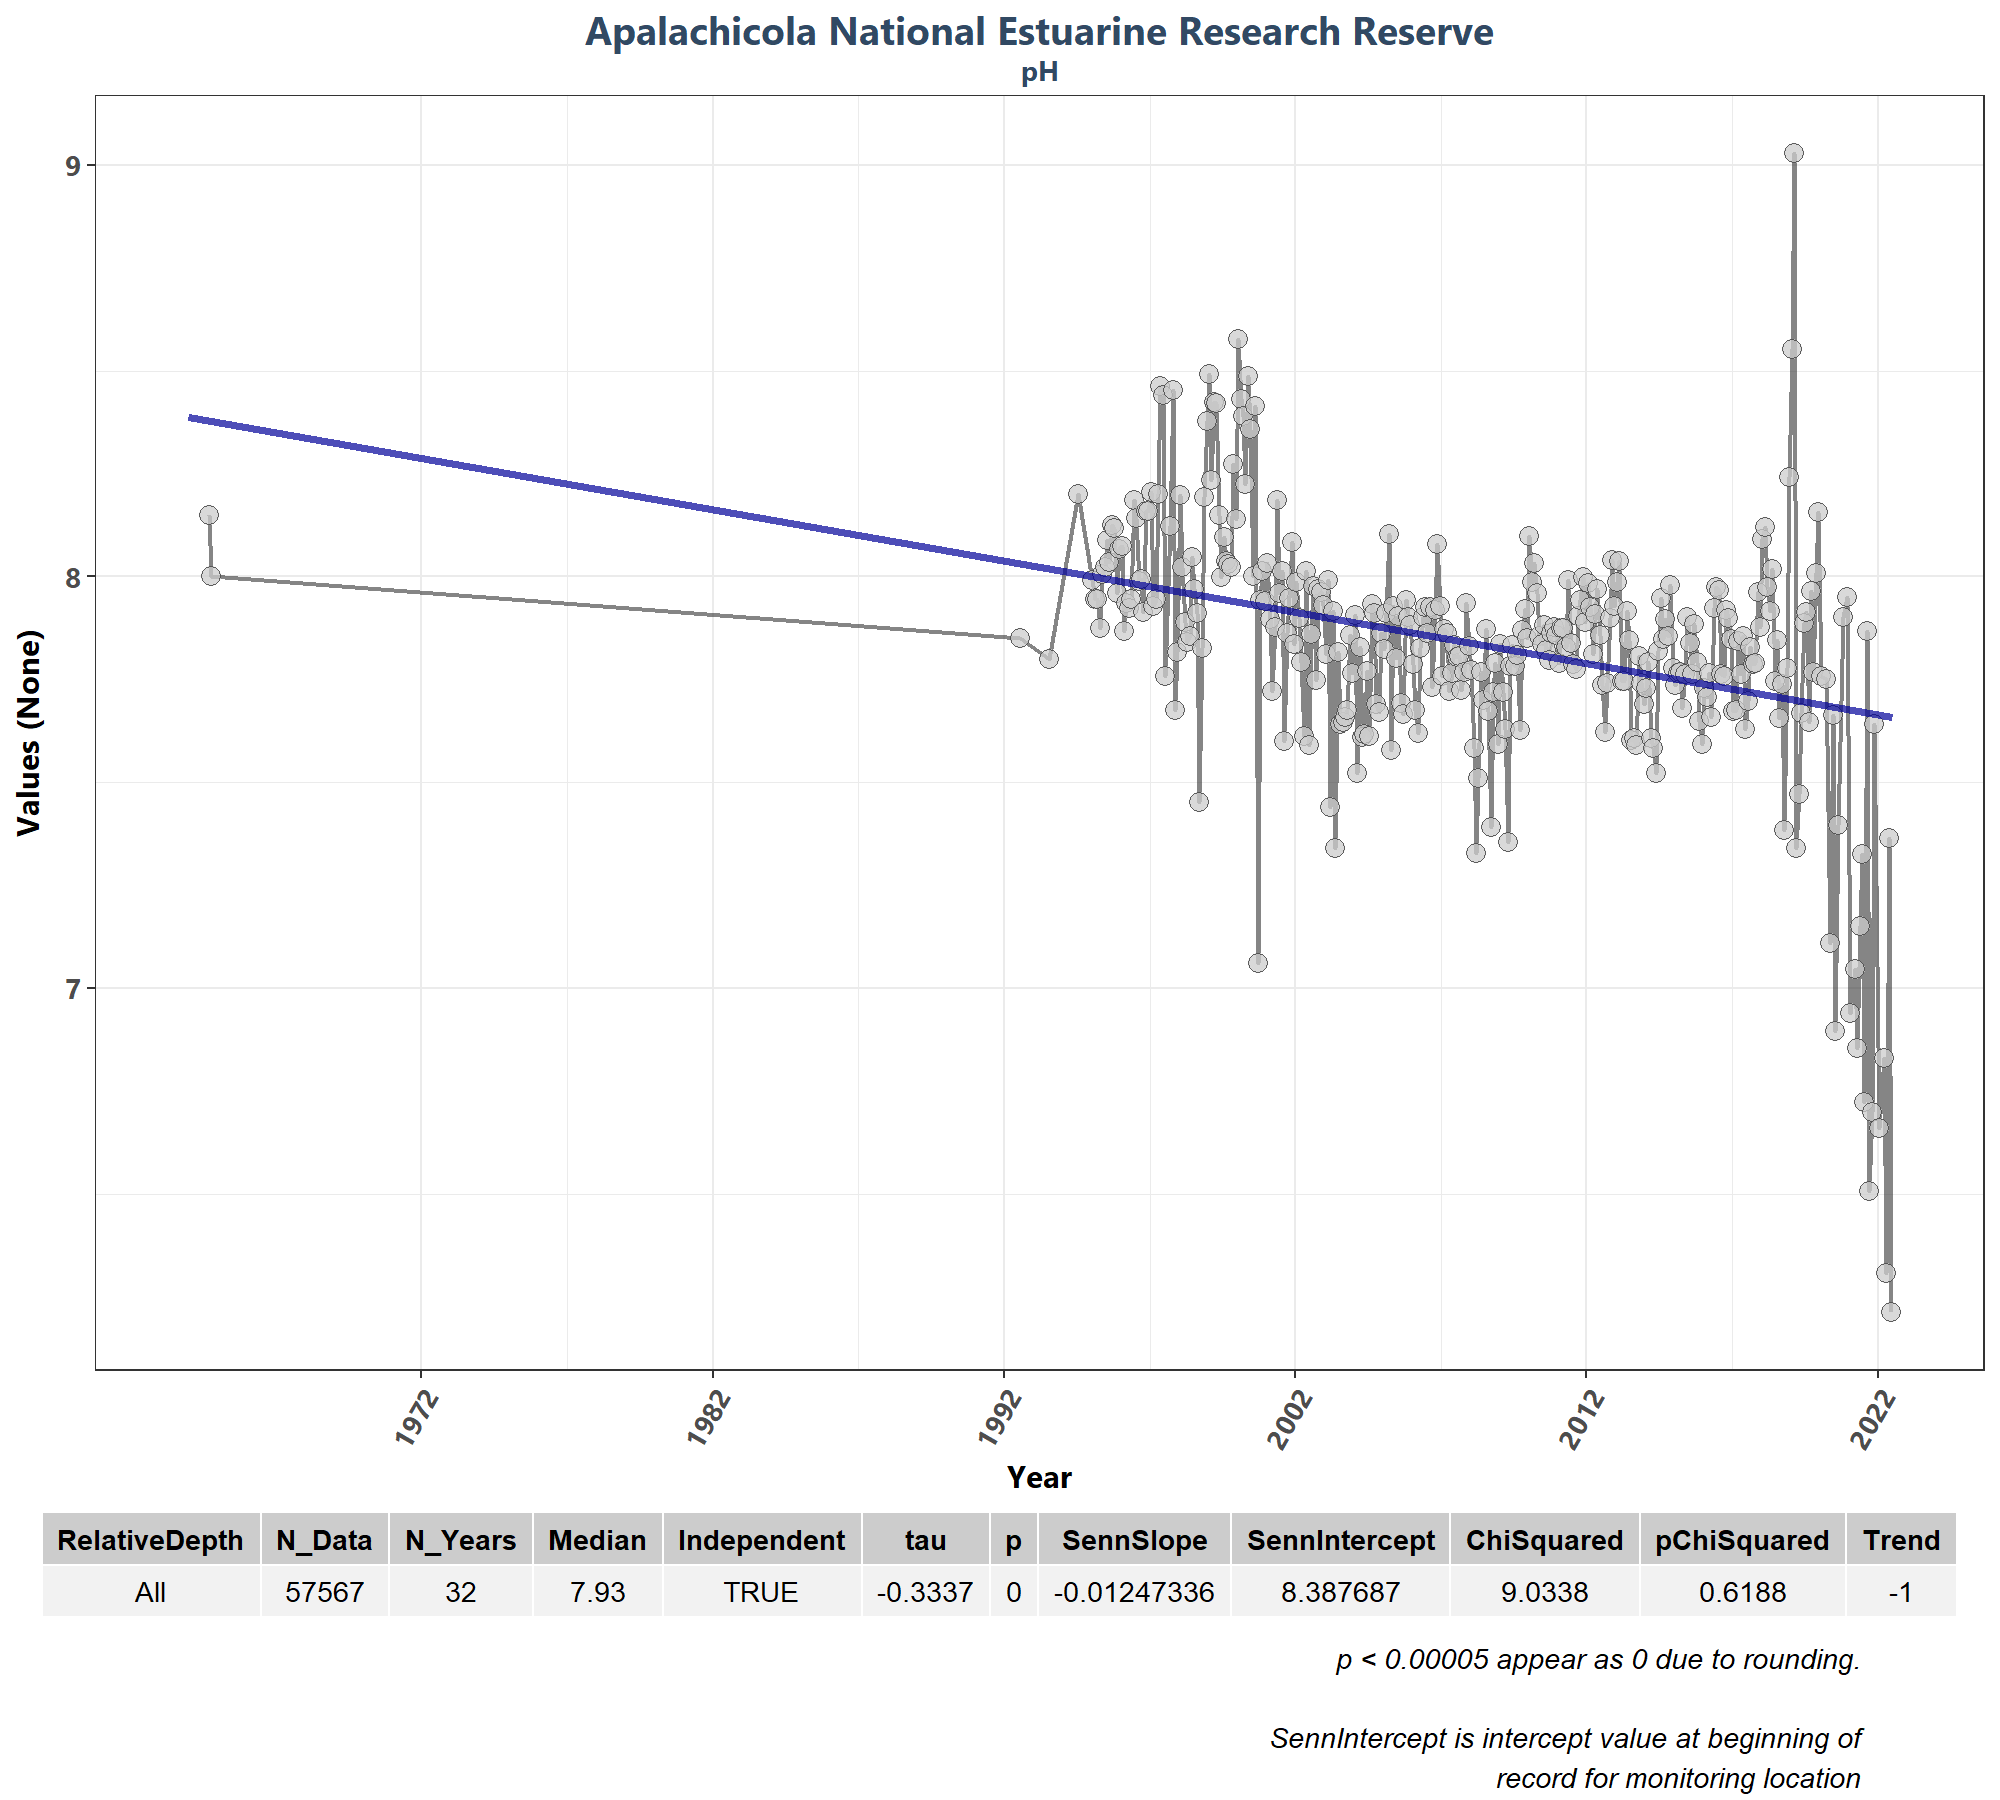 Apalachicola National Estuarine Research Reserve
pH
Values (None)
9
8
7
1972
1982
1992
2002
2012
2022
Year
RelativeDepth N_Data N_Years Median Independent tau p SennSlope SennIntercept ChiSquared pChiSquared Trend
All 57567 32 7.93 TRUE -0.3337 0 -0.01247336 8.387687 9.0338 0.6188 -1
p < 0.00005 appear as 0 due to rounding.
SennIntercept is intercept value at beginning of
record for monitoring location